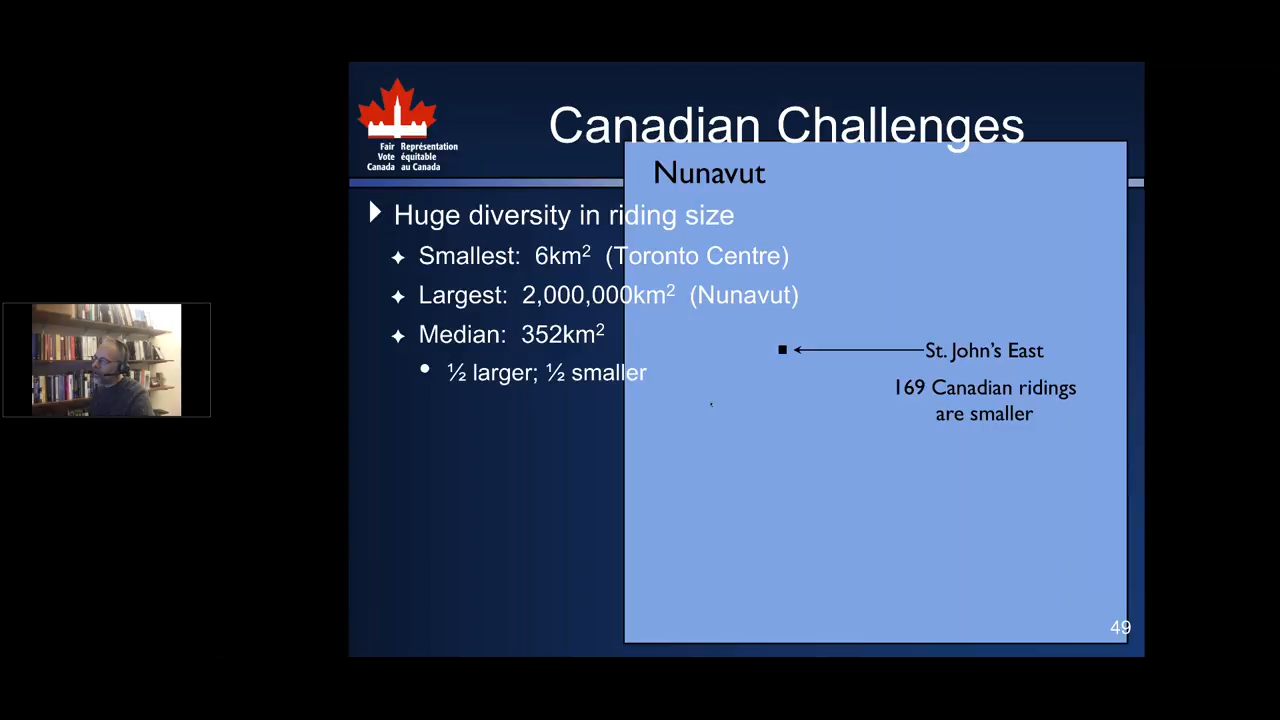 Canadian Challenges
Fair Représentation
Vote équitable
Canada au Canada
Nunavut
Huge diversity in riding size
Smallest: 6km² (Toronto Centre)
Largest: 2,000,000km² (Nunavut)
Median: 352km²
½ larger; ½ smaller
St. John's East
169 Canadian ridings
are smaller
49